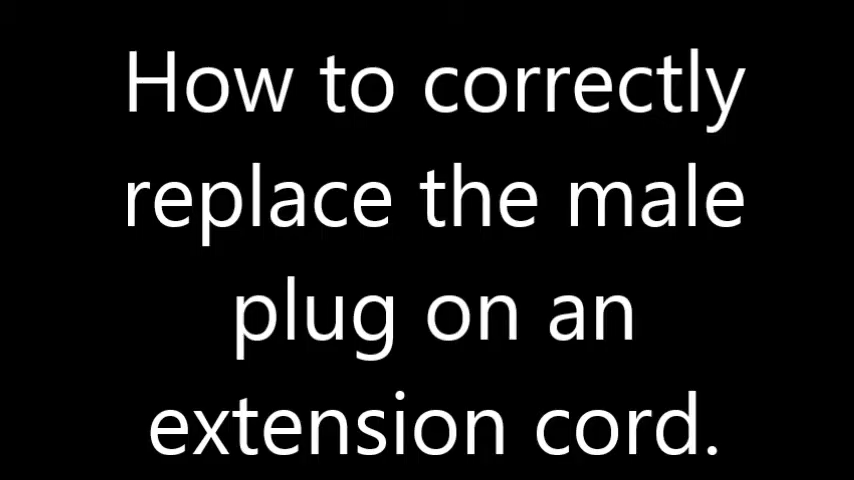 How to correctly
replace the male
plug on an
extension cord.